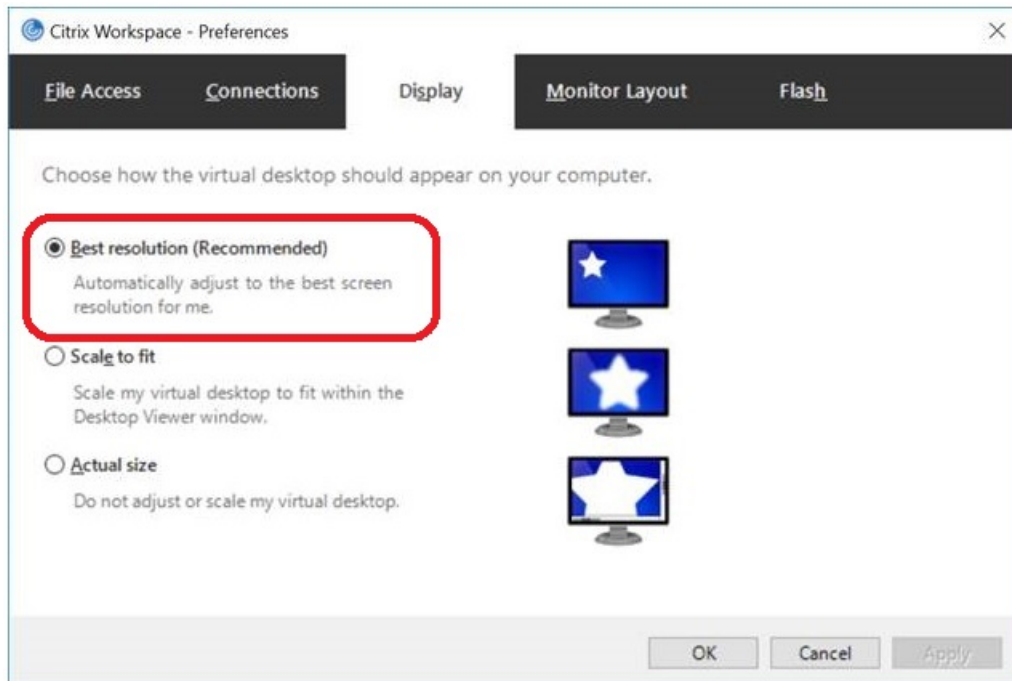 Citrix Workspace - Preferences
File Access Connections Display Monitor Layout Flash
Choose how the virtual desktop should appear on your computer.
Best resolution (Recommended)
Automatically adjust to the best screen
resolution for me.
Scale to fit
Scale my virtual desktop to fit within the
Desktop Viewer window.
Actual size
Do not adjust or scale my virtual desktop.
OK Cancel Apply